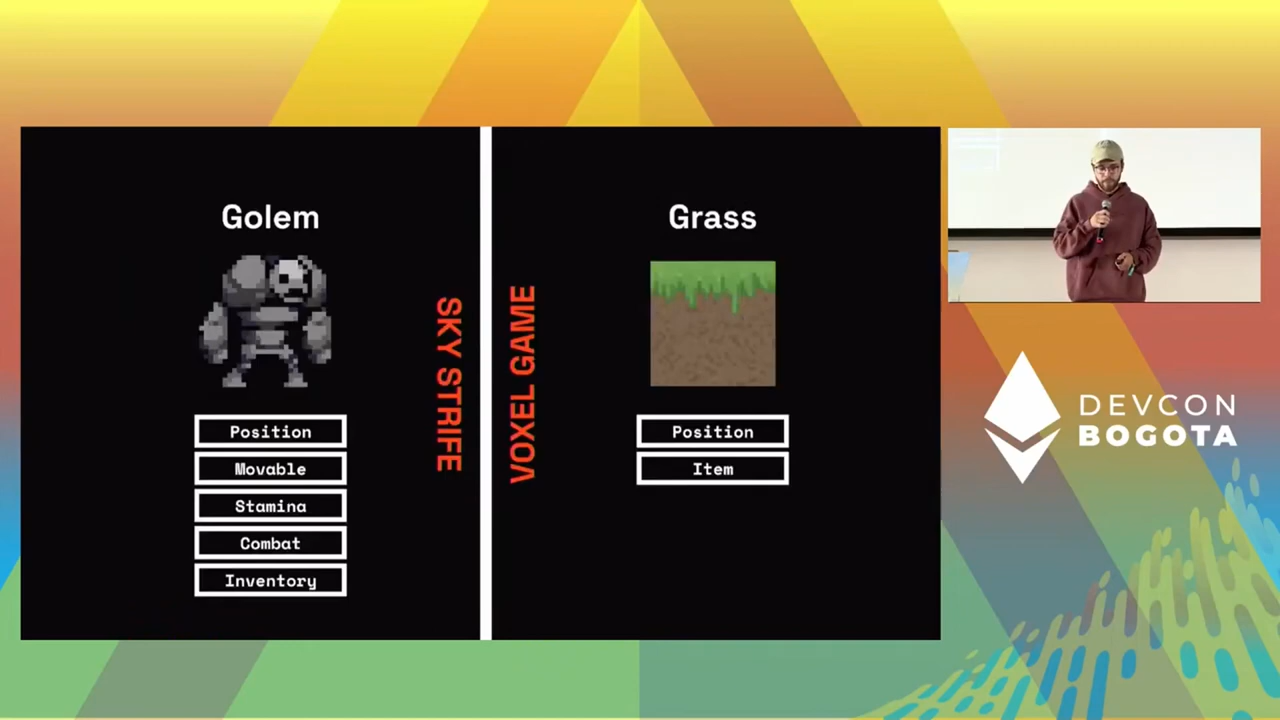 Golem
Position
Movable
Stamina
Combat
Inventory
SKY STRIFE
VOXEL GAME
Grass
Position
Item
DEVCON
BOGOTA